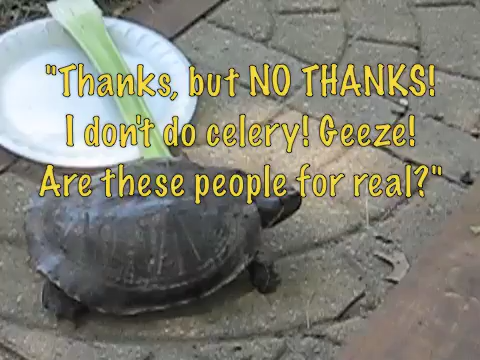 "Thanks, but NO THANKS!
I don't do celery! Geeze!
Are these people for real?"